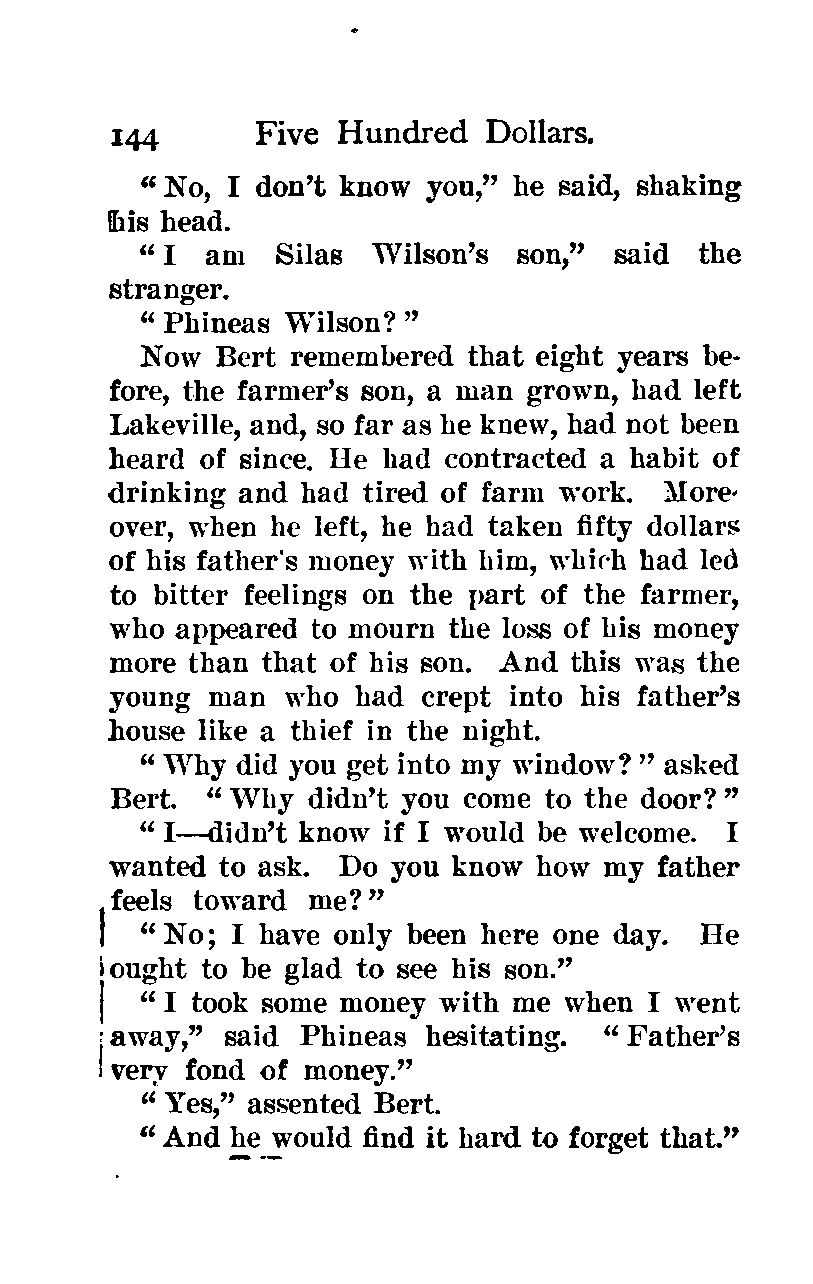 144 Five Hundred Dollars.
“ No, I don’t know you,” he said, shaking
his head.
“ I am Silas Wilson’s son,” said the
stranger.
“ Phineas Wilson? ”
Now Bert remembered that eight years be-
fore, the farmer’s son, a man grown, had left
Lakeville, and, so far as he knew, had not been
heard of since. He had contracted a habit of
drinking and had tired of farm work. More-
over, when he left, he had taken fifty dollars
of his father's money with him, which had led
to bitter feelings on the part of the farmer,
who appeared to mourn the loss of his money
more than that of his son. And this was the
young man who had crept into his father’s
house like a thief in the night.
“ Why did you get into my window? ” asked
Bert. “ Why didn’t you come to the door? ”
“ I—didn’t know if I would be welcome. I
wanted to ask. Do you know how my father
feels toward me? ”
“ No; I have only been here one day. He
ought to be glad to see his son.”
“ I took some money with me when I went
away,” said Phineas hesitating. “ Father’s
very fond of money.”
“ Yes,” assented Bert.
“ And he would find it hard to forget that.”